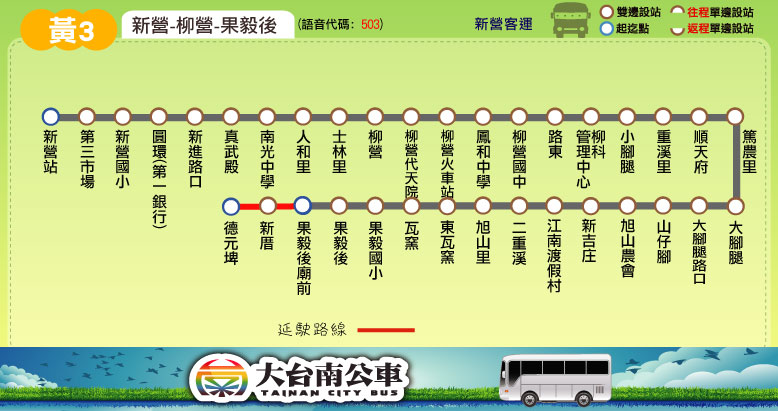 黃3
新營-柳營-果毅後
(語音代碼: 503)
新營客運
雙邊設站
往程單邊設站
起迄點
返程單邊設站
新營站
第三市場
新營國小
圓環(第一銀行)
新進路口
真武殿
南光中學
人和里
士林里
柳營
柳營代天院
柳營火車站
鳳和中學
柳營國中
路東
柳科
管理中心
小腳腿
重溪里
順天府
篤農里
德元埤
新厝
果毅後廟前
果毅後
果毅國小
瓦窯
東瓦窯
旭山里
二重溪
江南渡假村
新吉庄
旭山農會
山仔腳
大腳腿路口
大腳腿
延駛路線
大台南公車
TAINAN CITY BUS